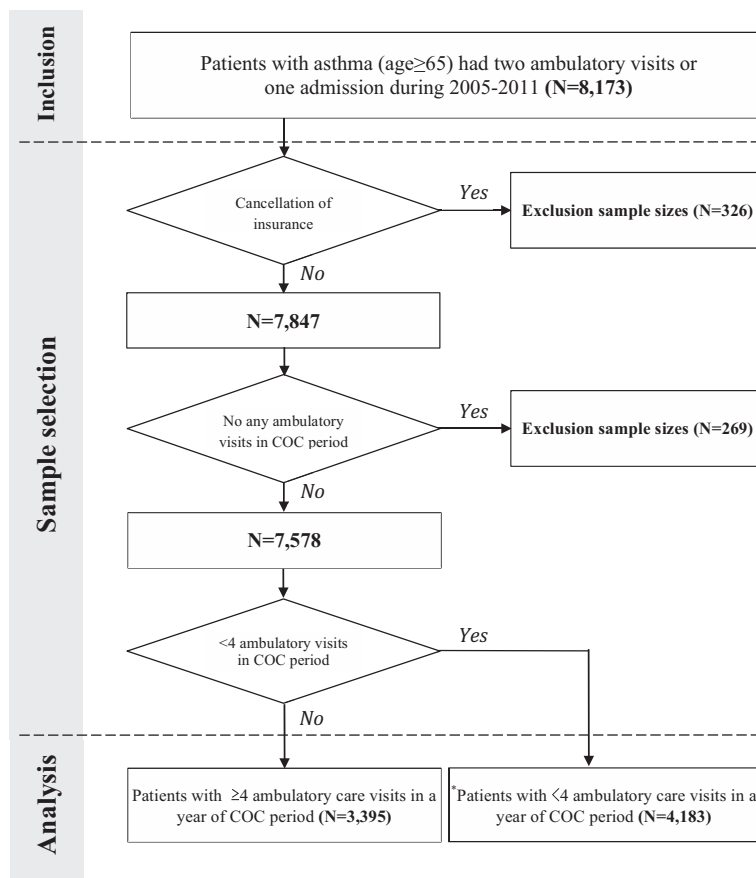 Inclusion
Patients with asthma (age≥65) had two ambulatory visits or
one admission during 2005-2011 (N=8,173)
Sample selection
Cancellation of
insurance
Yes
Exclusion sample sizes (N=326)
No
N=7,847
No any ambulatory
visits in COC period
Yes
Exclusion sample sizes (N=269)
No
N=7,578
<4 ambulatory visits
in COC period
Yes
No
Analysis
Patients with ≥4 ambulatory care visits in a
year of COC period (N=3,395)
*Patients with <4 ambulatory care visits in a
year of COC period (N=4,183)